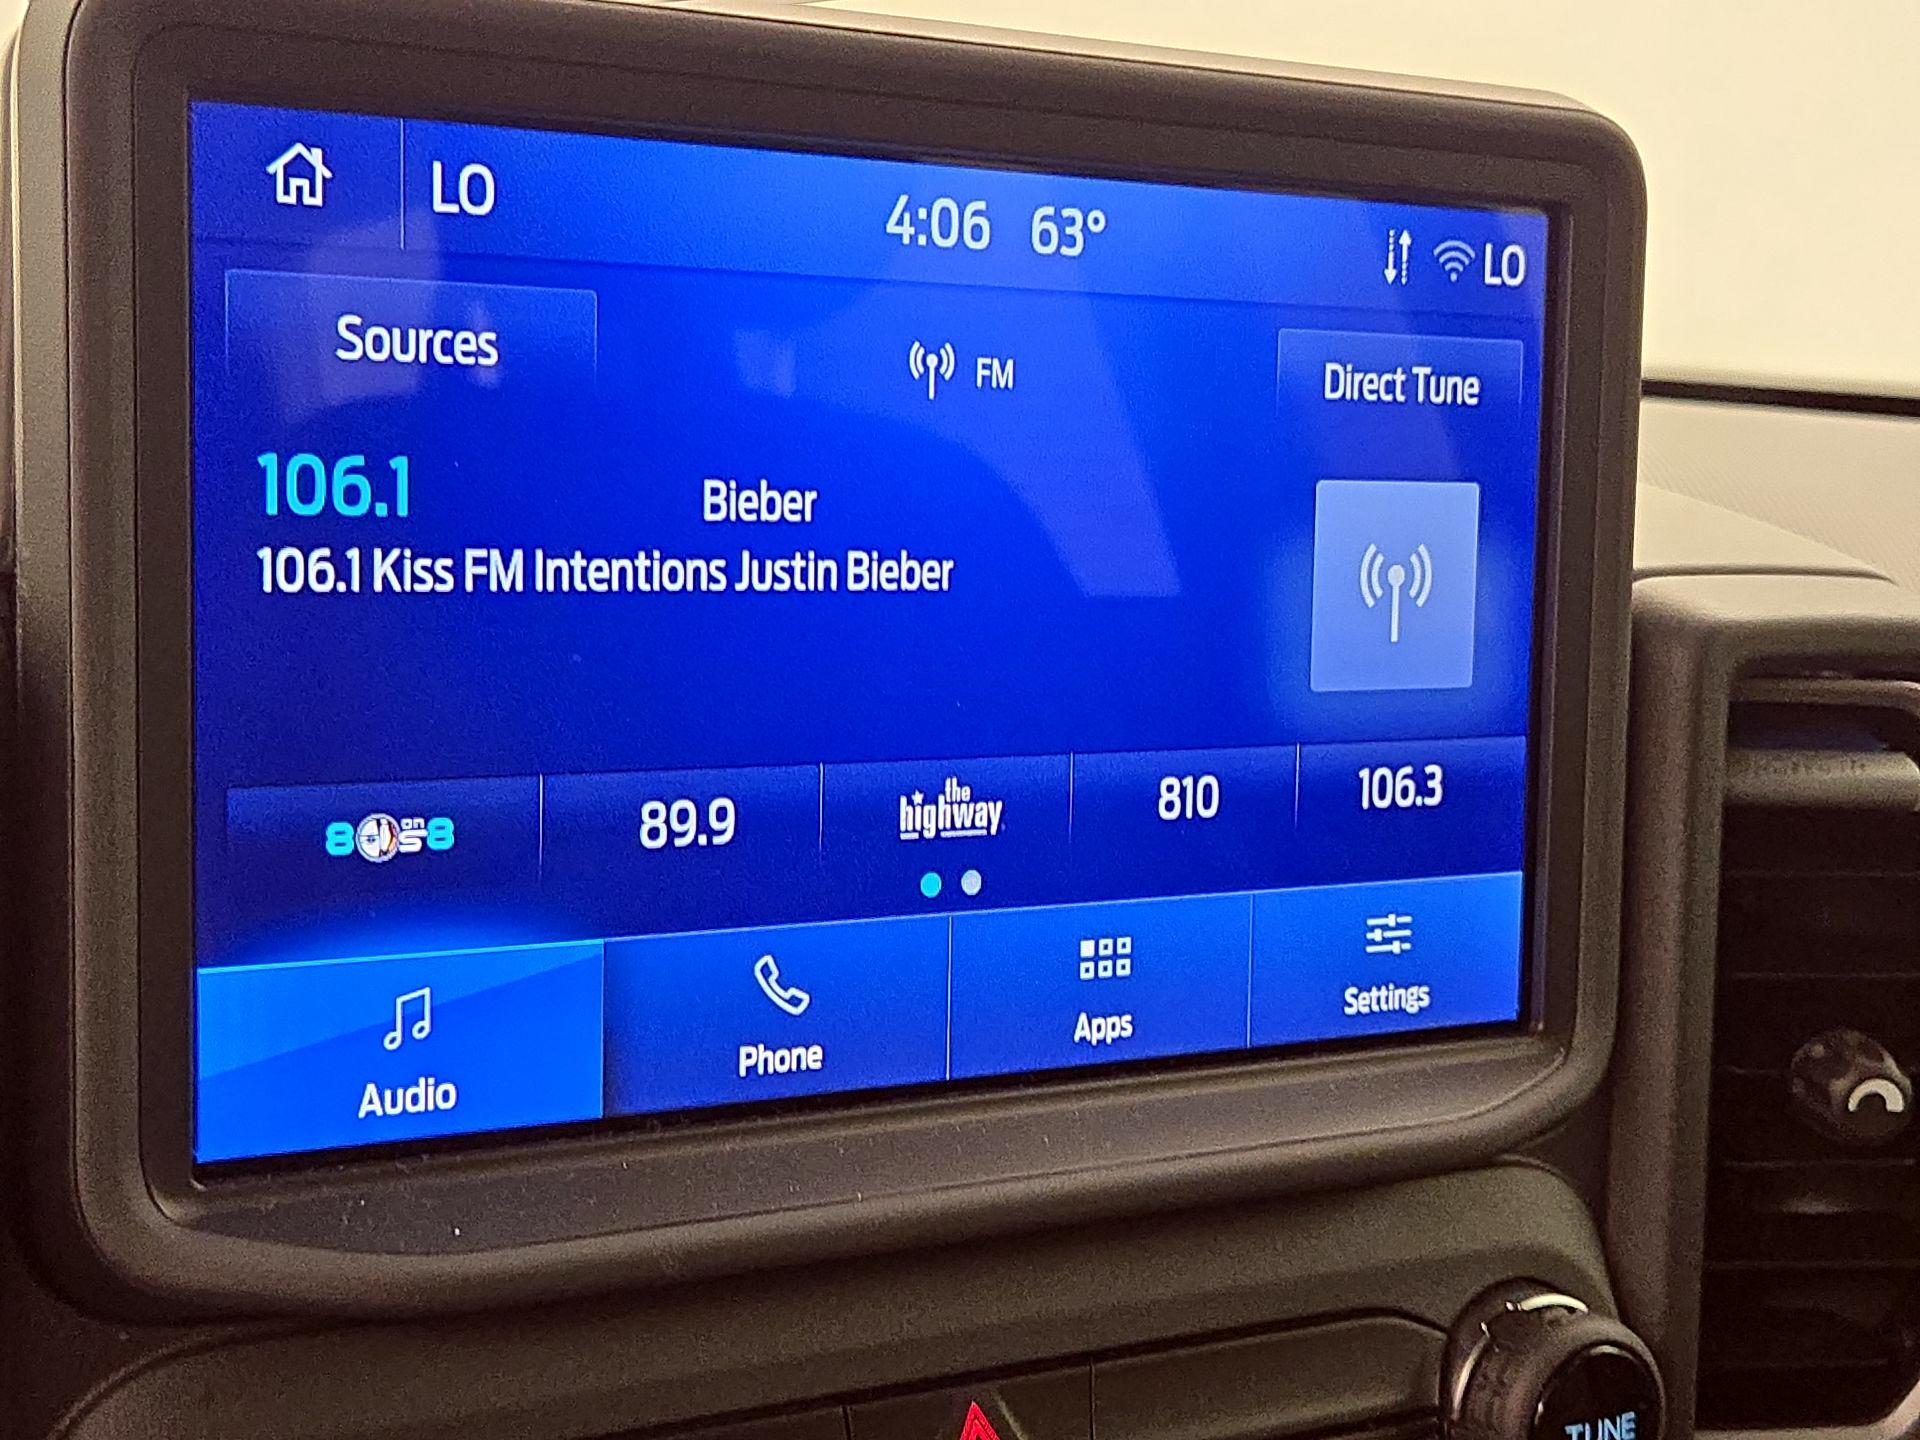 LO
4:06 63°
LO
Sources
FM
Direct Tune
106.1
Bieber
106.1 Kiss FM Intentions Justin Bieber
80s on 8
89.9
the highway
810
106.3
Audio
Phone
Apps
Settings
TUNE